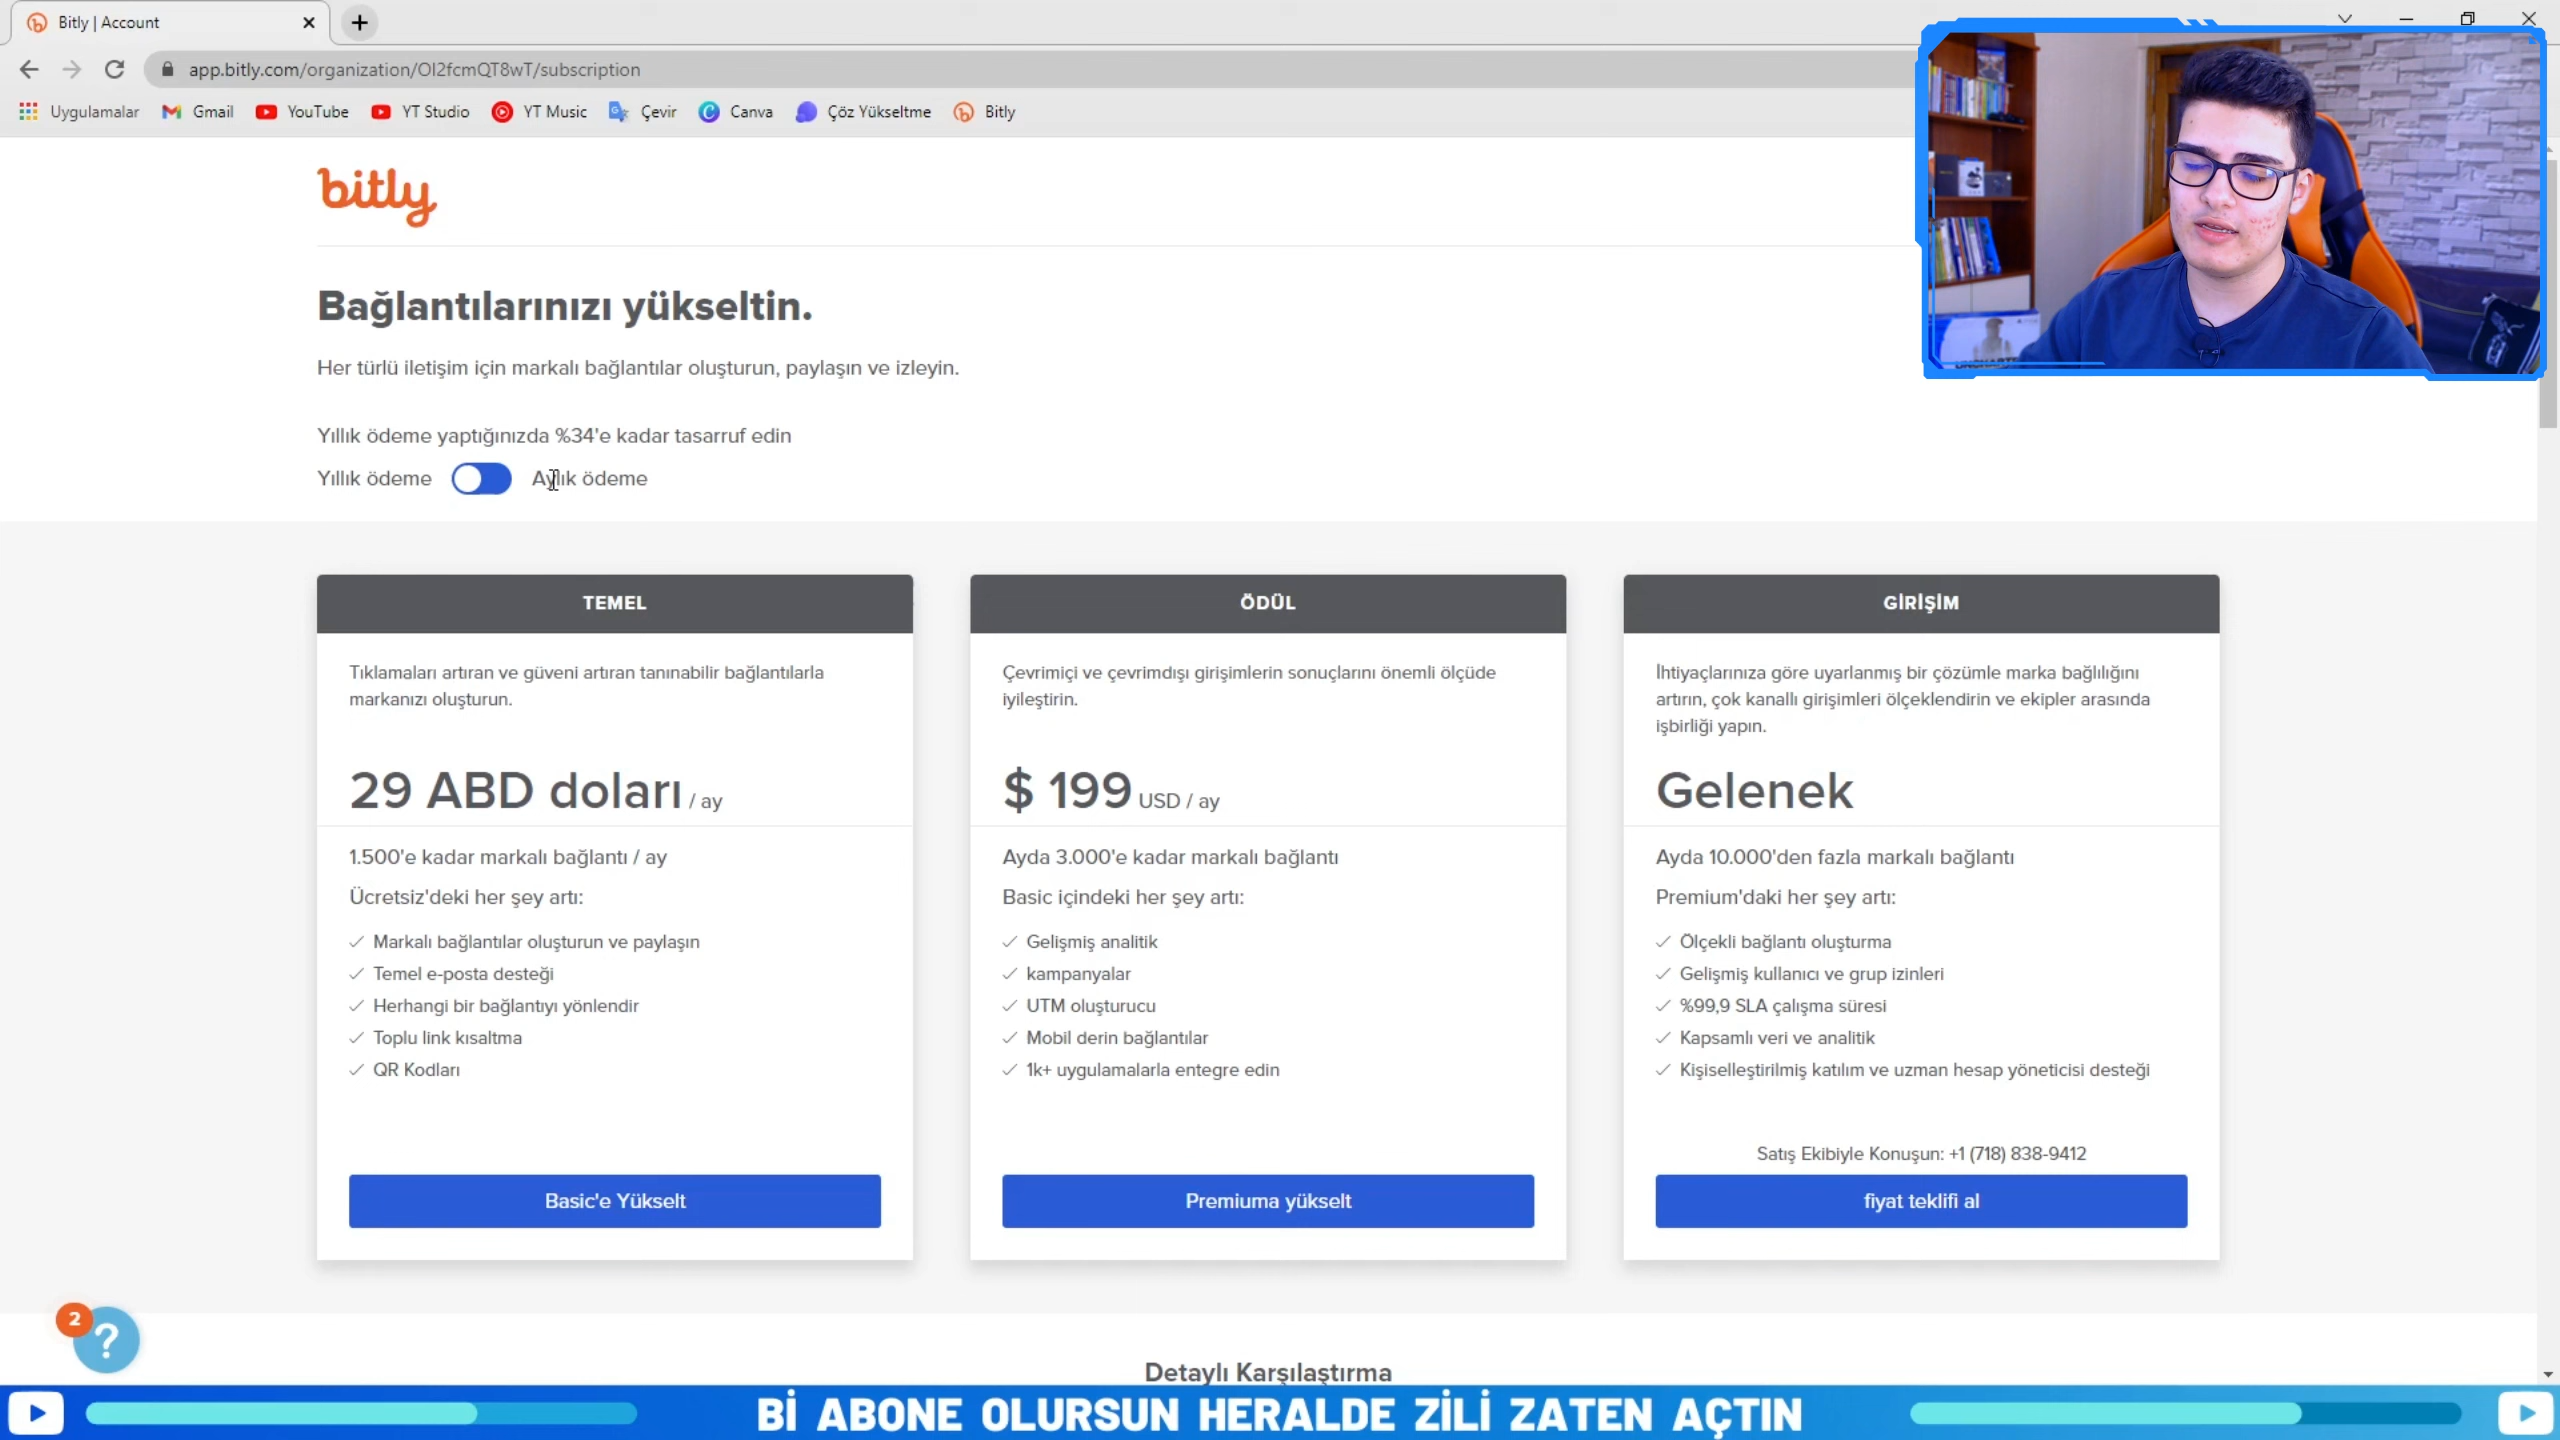 Bitly | Account
app.bitly.com/organization/Ol2fcmQT8wT/subscription
Uygulamalar Gmail YouTube YT Studio YT Music Çevir Canva Çöz Yükseltme Bitly
bitly
Bağlantılarınızı yükseltin.
Her türlü iletişim için markalı bağlantılar oluşturun, paylaşın ve izleyin.
Yıllık ödeme yaptığınızda %34'e kadar tasarruf edin
Yıllık ödeme Aylık ödeme
TEMEL
Tıklamaları artıran ve güveni artıran tanınabilir bağlantılarla
markanızı oluşturun.
29 ABD doları / ay
1.500'e kadar markalı bağlantı / ay
Ücretsiz'deki her şey artı:
Markalı bağlantılar oluşturun ve paylaşın
Temel e-posta desteği
Herhangi bir bağlantıyı yönlendir
Toplu link kısaltma
QR Kodları
Basic'e Yükselt
ÖDÜL
Çevrimiçi ve çevrimdışı girişimlerin sonuçlarını önemli ölçüde
iyileştirin.
$ 199 USD / ay
Ayda 3.000'e kadar markalı bağlantı
Basic içindeki her şey artı:
Gelişmiş analitik
kampanyalar
UTM oluşturucu
Mobil derin bağlantılar
1k+ uygulamalarla entegre edin
Premiuma yükselt
GİRİŞİM
İhtiyaçlarınıza göre uyarlanmış bir çözümle marka bağlılığını
artırın, çok kanallı girişimleri ölçeklendirin ve ekipler arasında
işbirliği yapın.
Gelenek
Ayda 10.000'den fazla markalı bağlantı
Premium'daki her şey artı:
Ölçekli bağlantı oluşturma
Gelişmiş kullanıcı ve grup izinleri
%99,9 SLA çalışma süresi
Kapsamlı veri ve analitik
Kişiselleştirilmiş katılım ve uzman hesap yöneticisi desteği
Satış Ekibiyle Konuşun: +1 (718) 838-9412
fiyat teklifi al
2
?
Detaylı Karşılaştırma
Bİ ABONE OLURSUN HERALDE ZİLİ ZATEN AÇTIN